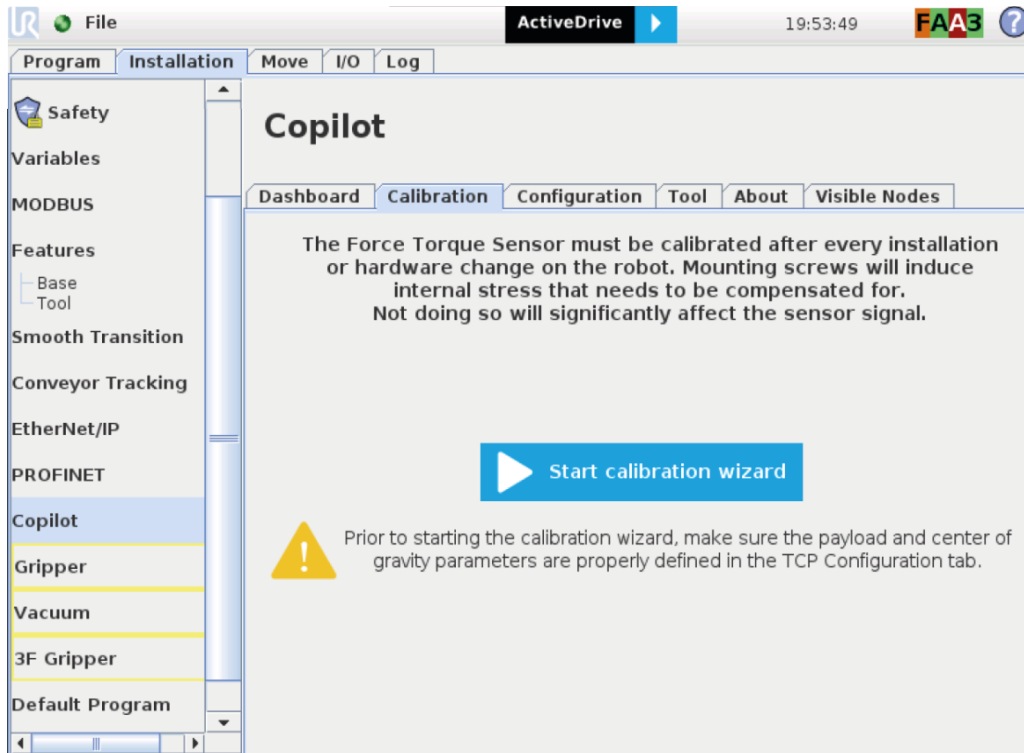 UR File ActiveDrive 19:53:49 FAA3 ?
Program Installation Move I/O Log
Safety
Variables
MODBUS
Features
Base
Tool
Smooth Transition
Conveyor Tracking
EtherNet/IP
PROFINET
Copilot
Gripper
Vacuum
3F Gripper
Default Program
Copilot
Dashboard Calibration Configuration Tool About Visible Nodes
The Force Torque Sensor must be calibrated after every installation
or hardware change on the robot. Mounting screws will induce
internal stress that needs to be compensated for.
Not doing so will significantly affect the sensor signal.
Start calibration wizard
! Prior to starting the calibration wizard, make sure the payload and center of
gravity parameters are properly defined in the TCP Configuration tab.